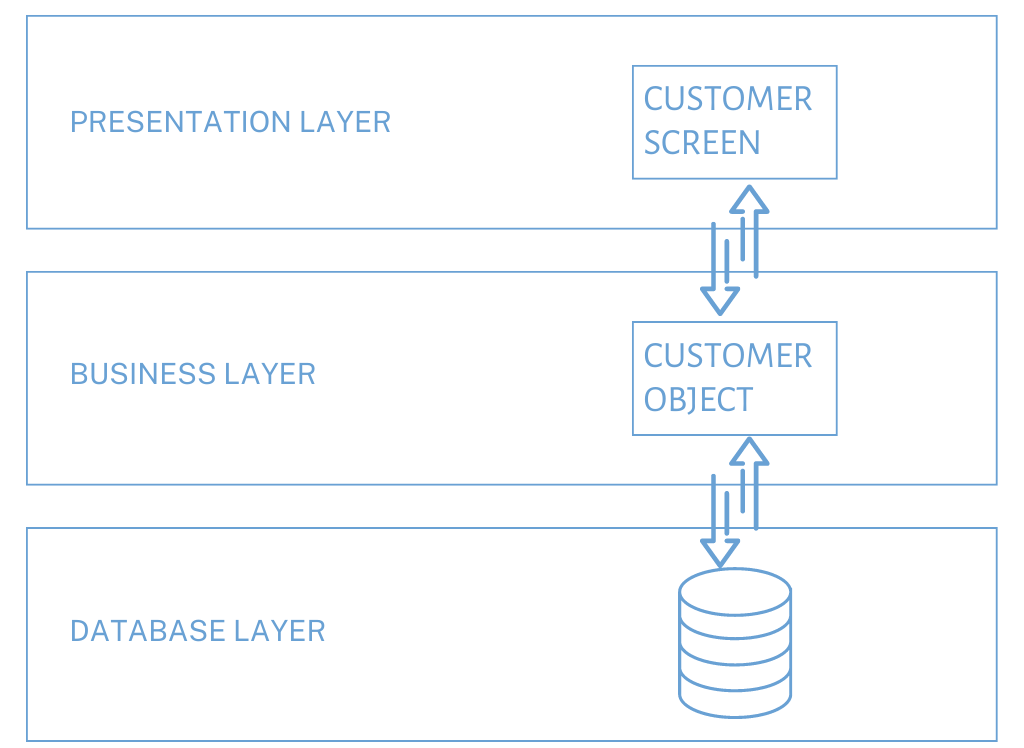 PRESENTATION LAYER
CUSTOMER
SCREEN
BUSINESS LAYER
CUSTOMER
OBJECT
DATABASE LAYER